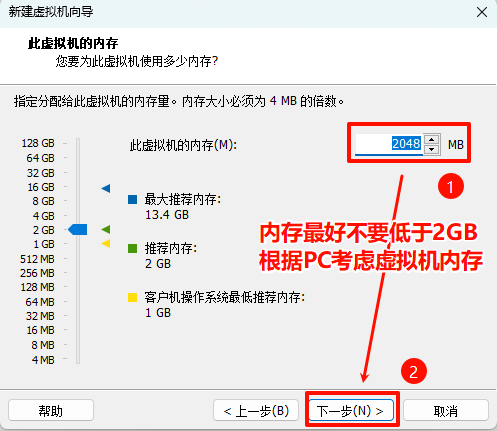 新建虚拟机向导
此虚拟机的内存
您要为此虚拟机使用多少内存?
指定分配给此虚拟机的内存量。内存大小必须为 4 MB 的倍数。
128 GB
64 GB
32 GB
16 GB
8 GB
4 GB
2 GB
1 GB
512 MB
256 MB
128 MB
64 MB
32 MB
16 MB
8 MB
4 MB
此虚拟机的内存(M):
2048
MB
1
最大推荐内存:
13.4 GB
推荐内存:
2 GB
客户机操作系统最低推荐内存:
1 GB
内存最好不要低于2GB
根据PC考虑虚拟机内存
2
帮助
< 上一步(B)
下一步(N) >
取消